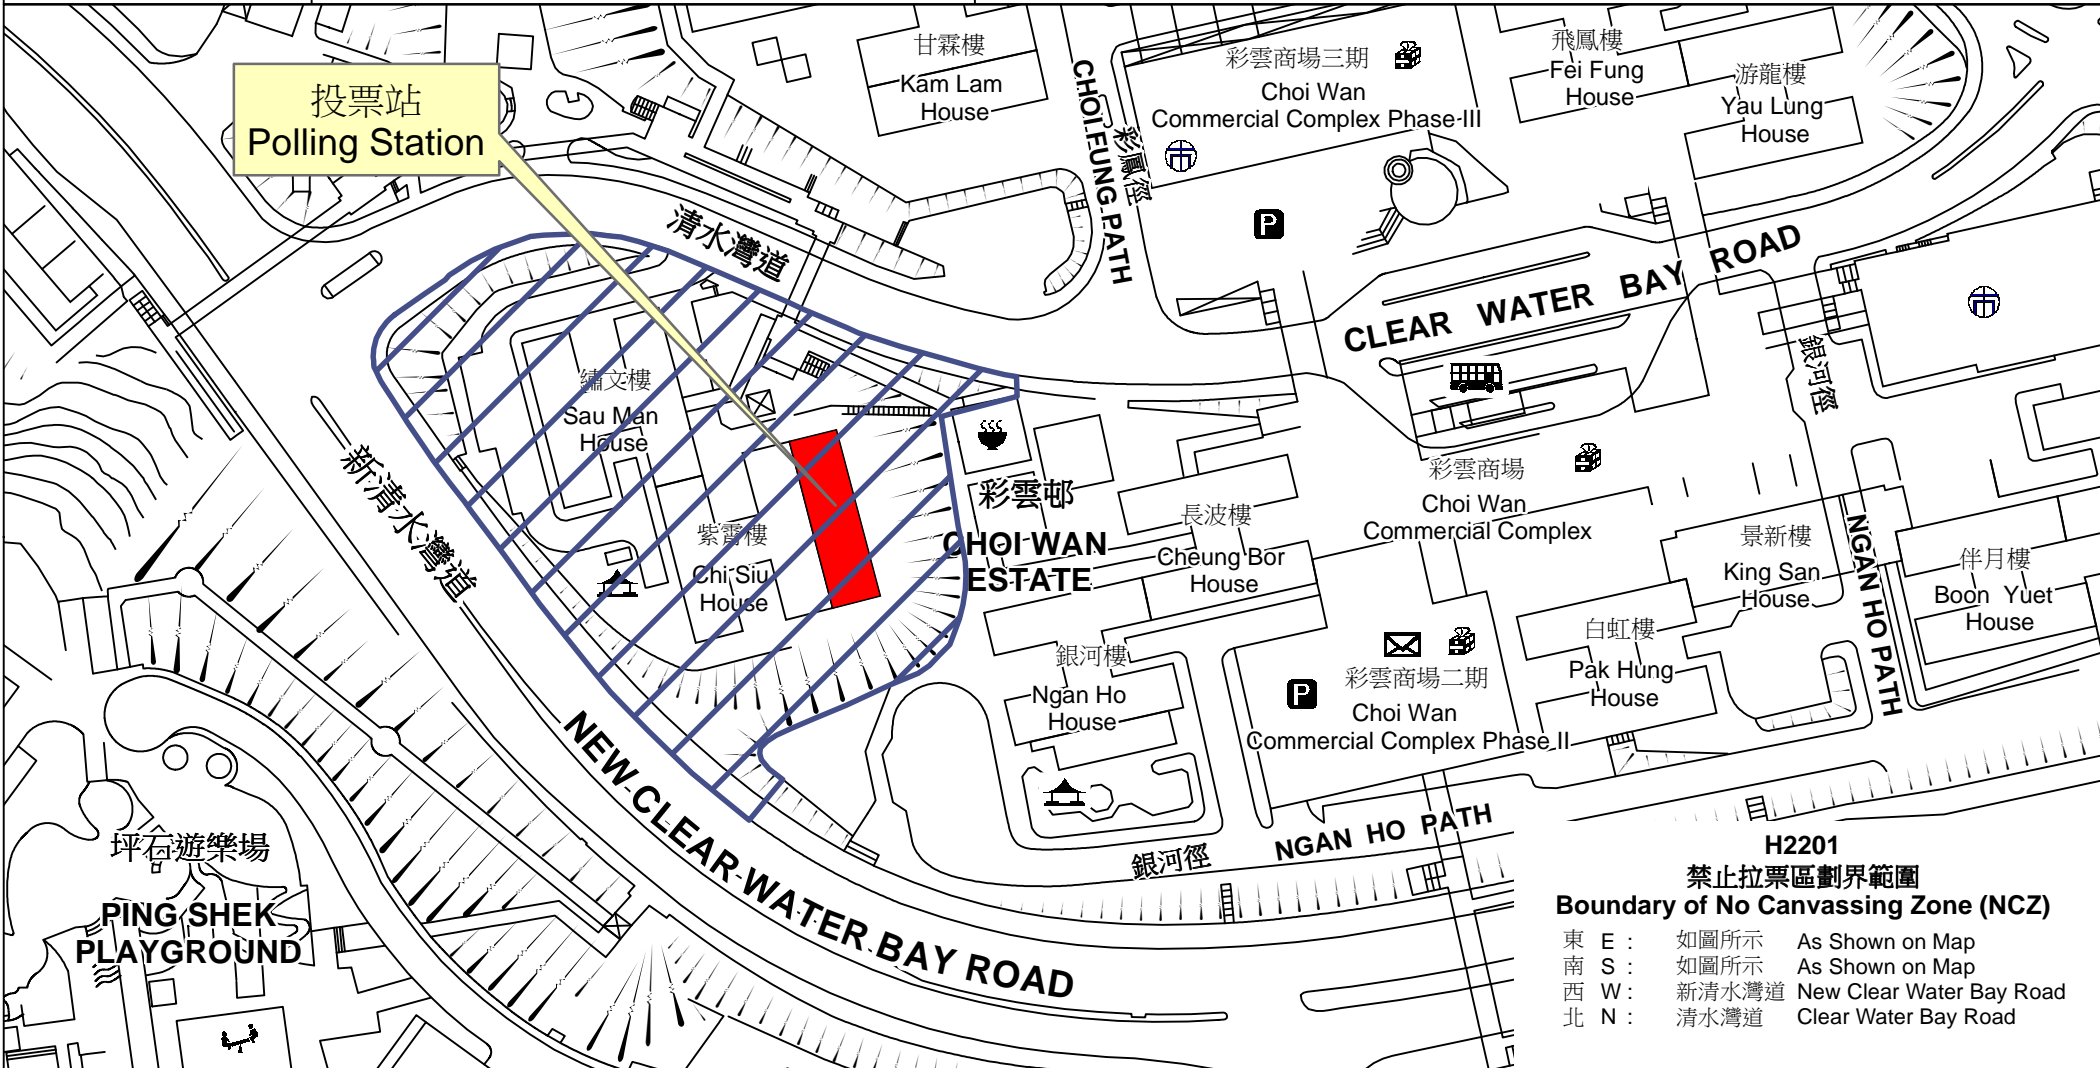 投票站
Polling Station
甘霖樓
Kam Lam
House
CHOI FUNG PATH
彩鳳徑
彩雲商場三期
Choi Wan
Commercial Complex Phase III
飛鳳樓
Fei Fung
House
游龍樓
Yau Lung
House
清水灣道
CLEAR WATER BAY ROAD
P
繡文樓
Sau Man
House
紫霄樓
Chi Siu
House
新清水灣道
彩雲邨
CHOI WAN
ESTATE
長波樓
Cheung Bor
House
彩雲商場
Choi Wan
Commercial Complex
銀河徑
NGAN HO PATH
景新樓
King San
House
伴月樓
Boon Yuet
House
白虹樓
Pak Hung
House
銀河樓
Ngan Ho
House
P
彩雲商場二期
Choi Wan
Commercial Complex Phase II
NEW CLEAR WATER BAY ROAD
銀河徑
NGAN HO PATH
坪石遊樂場
PING SHEK
PLAYGROUND
H2201
禁止拉票區劃界範圍
Boundary of No Canvassing Zone (NCZ)
東 E : 如圖所示 As Shown on Map
南 S : 如圖所示 As Shown on Map
西 W : 新清水灣道 New Clear Water Bay Road
北 N : 清水灣道 Clear Water Bay Road